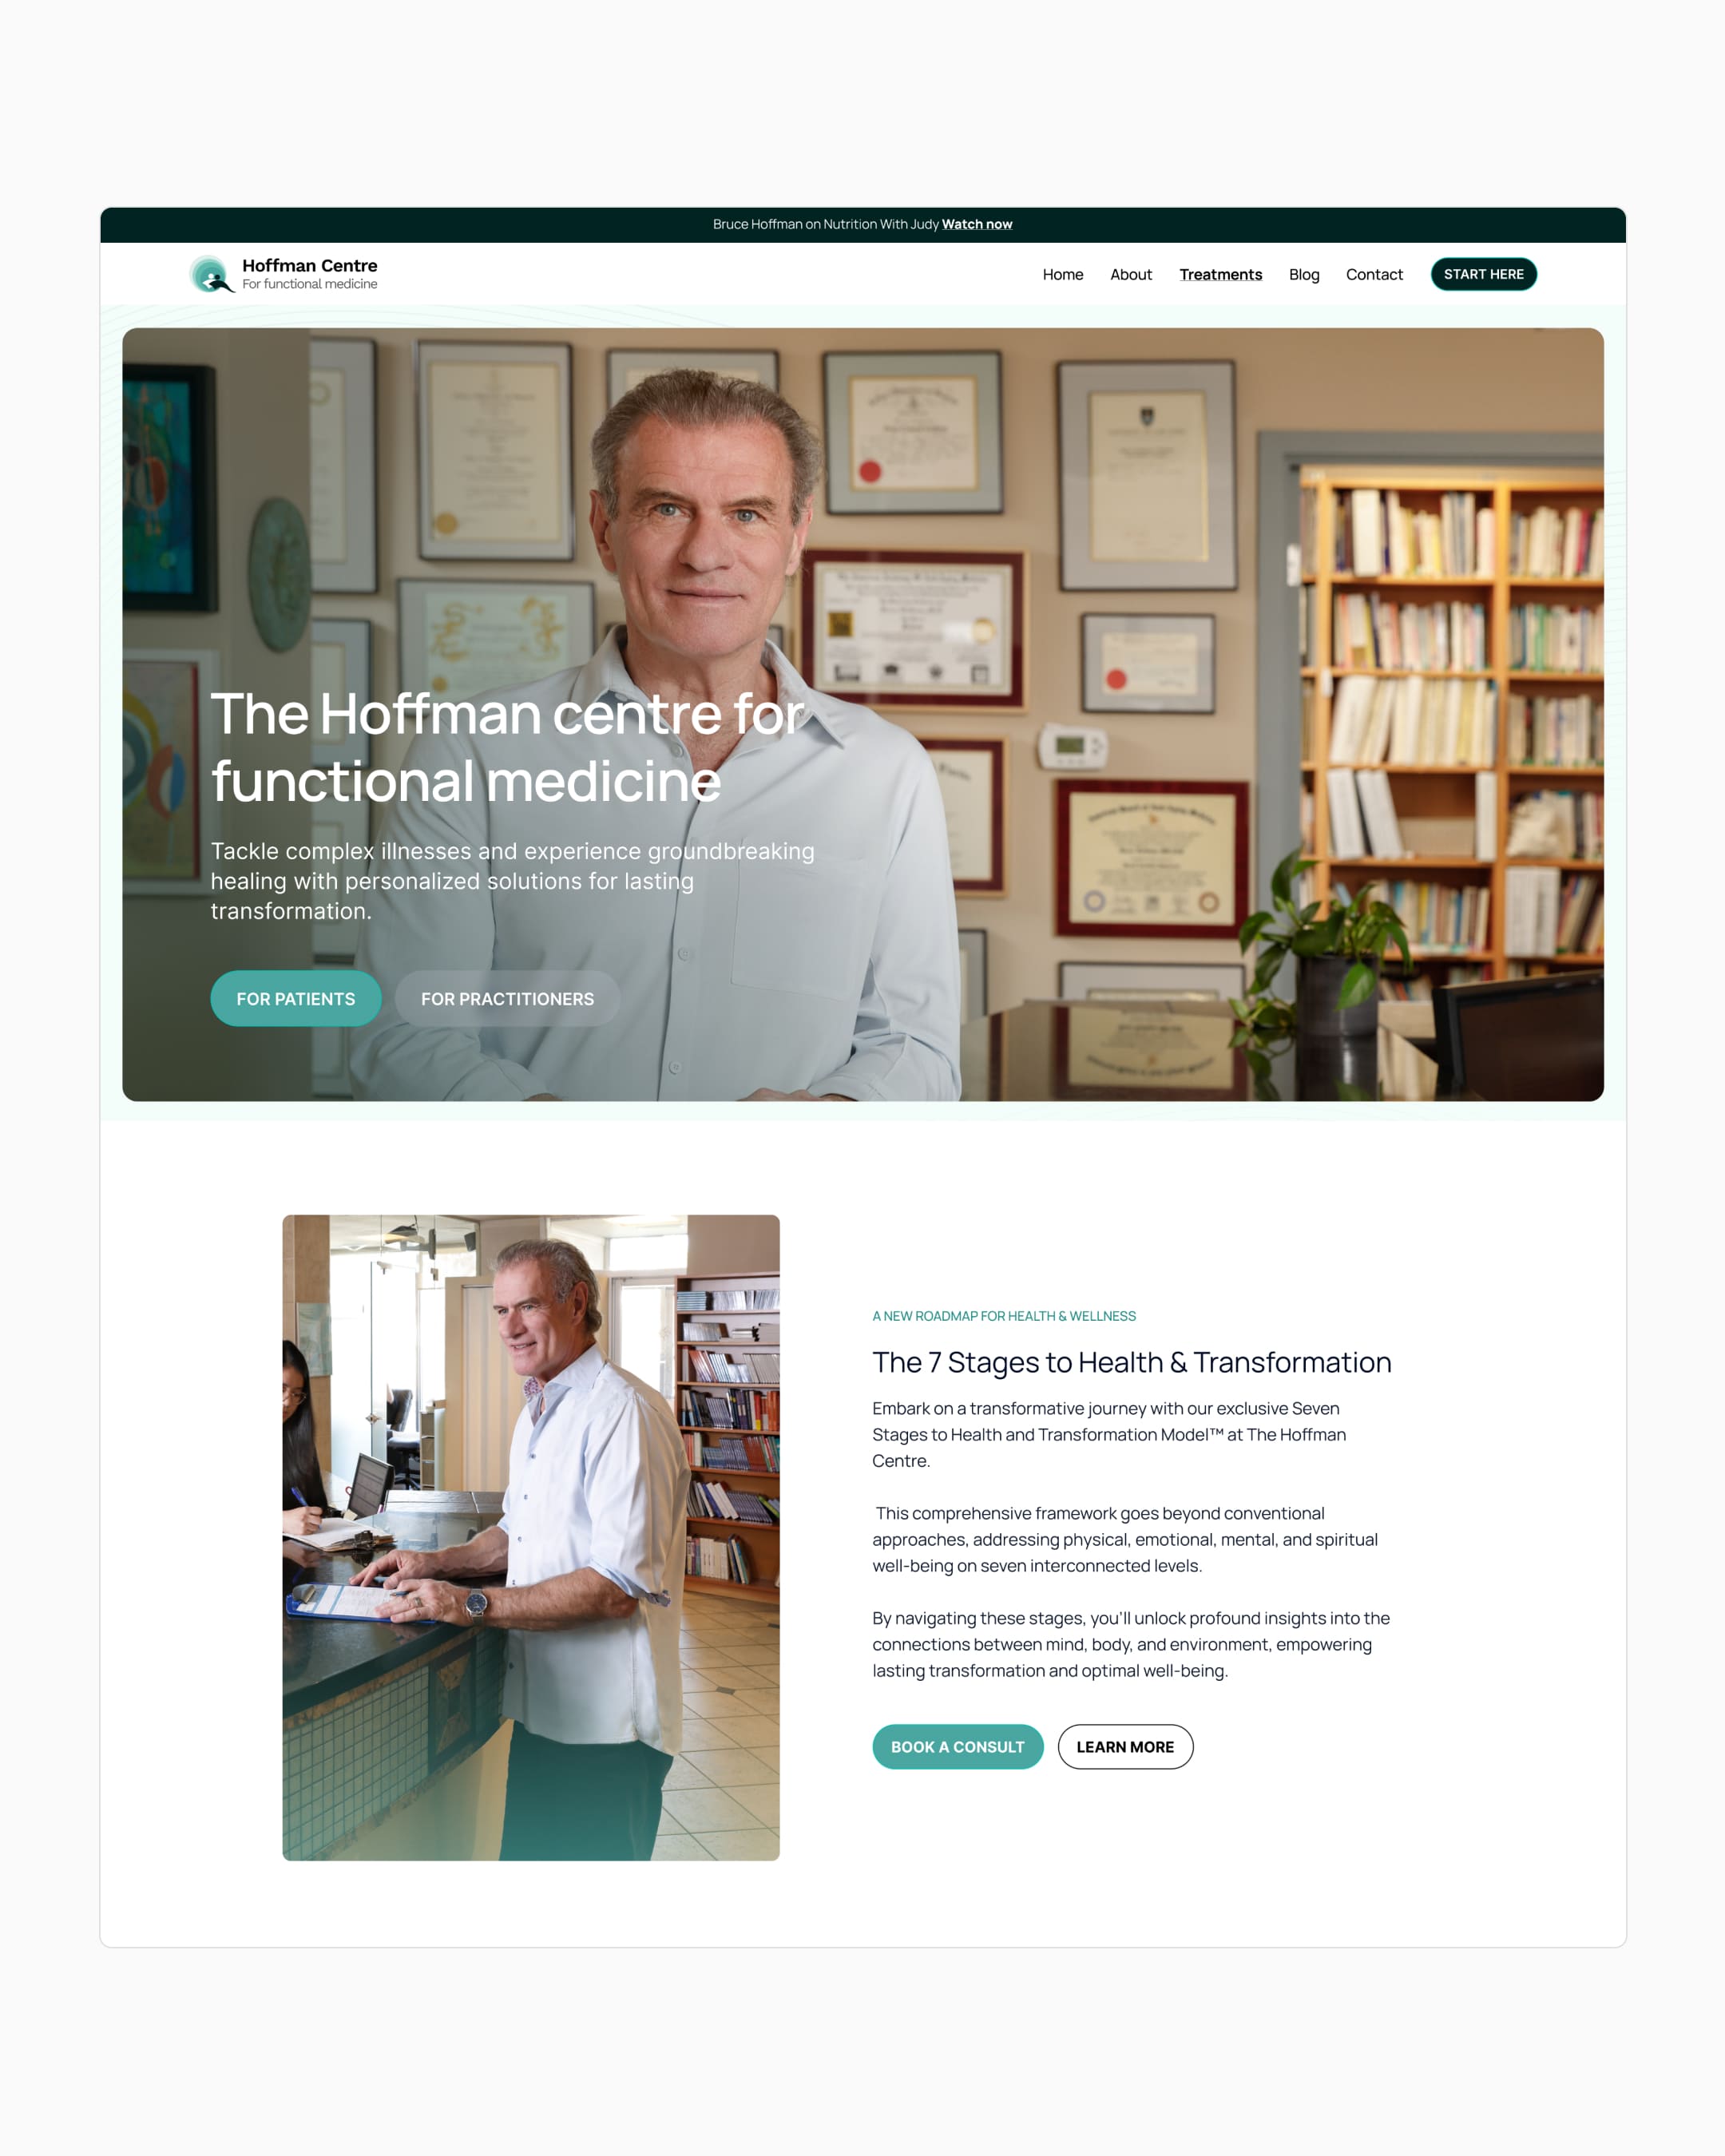 Bruce Hoffman on Nutrition With Judy Watch now
Hoffman Centre
For functional medicine
Home About Treatments Blog Contact START HERE
The Hoffman centre for
functional medicine
Tackle complex illnesses and experience groundbreaking
healing with personalized solutions for lasting
transformation.
FOR PATIENTS FOR PRACTITIONERS
A NEW ROADMAP FOR HEALTH & WELLNESS
The 7 Stages to Health & Transformation
Embark on a transformative journey with our exclusive Seven
Stages to Health and Transformation Model™ at The Hoffman
Centre.
This comprehensive framework goes beyond conventional
approaches, addressing physical, emotional, mental, and spiritual
well-being on seven interconnected levels.
By navigating these stages, you'll unlock profound insights into the
connections between mind, body, and environment, empowering
lasting transformation and optimal well-being.
BOOK A CONSULT LEARN MORE